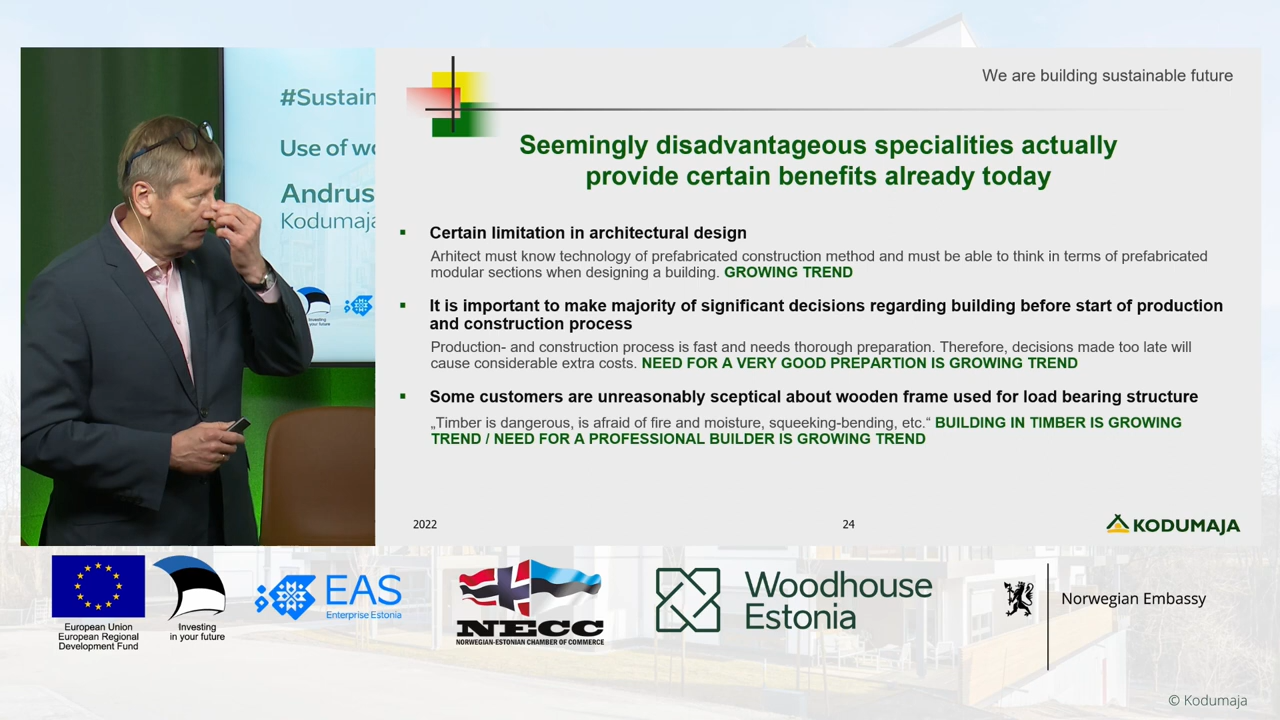 #Sustain
Use of wo
Andrus
Kodumaja
Investing
your future
We are building sustainable future
Seemingly disadvantageous specialities actually
provide certain benefits already today
Certain limitation in architectural design
Arhitect must know technology of prefabricated construction method and must be able to think in terms of prefabricated
modular sections when designing a building. GROWING TREND
It is important to make majority of significant decisions regarding building before start of production
and construction process
Production- and construction process is fast and needs thorough preparation. Therefore, decisions made too late will
cause considerable extra costs. NEED FOR A VERY GOOD PREPARTION IS GROWING TREND
Some customers are unreasonably sceptical about wooden frame used for load bearing structure
„Timber is dangerous, is afraid of fire and moisture, squeeking-bending, etc.“ BUILDING IN TIMBER IS GROWING
TREND / NEED FOR A PROFESSIONAL BUILDER IS GROWING TREND
2022
24
KODUMAJA
European Union
European Regional
Development Fund
Investing
in your future
EAS
Enterprise Estonia
NECC
NORWEGIAN-ESTONIAN CHAMBER OF COMMERCE
Woodhouse
Estonia
Norwegian Embassy
© Kodumaja